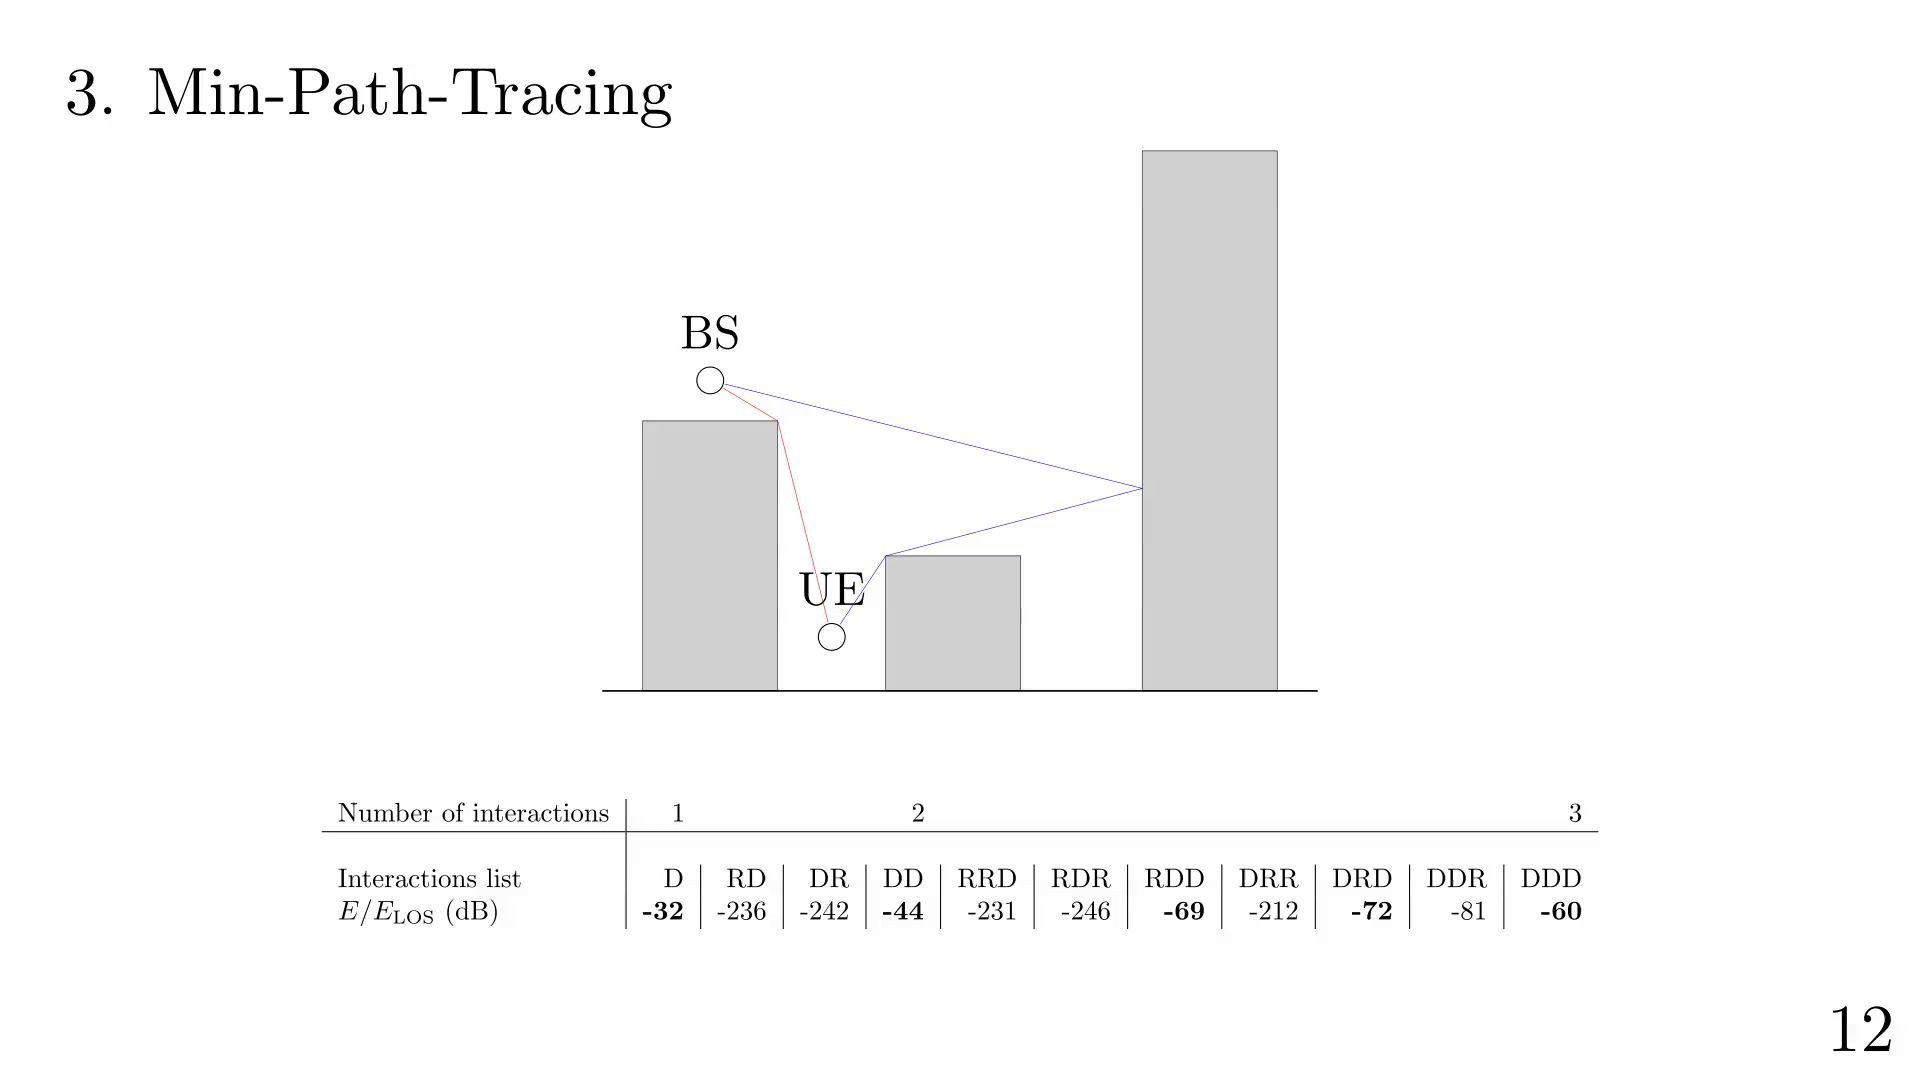 3. Min-Path-Tracing
BS
UE
Number of interactions 1 2 3
Interactions list D RD DR DD RRD RDR RDD DRR DRD DDR DDD
E/E_LOS (dB) -32 -236 -242 -44 -231 -246 -69 -212 -72 -81 -60
12